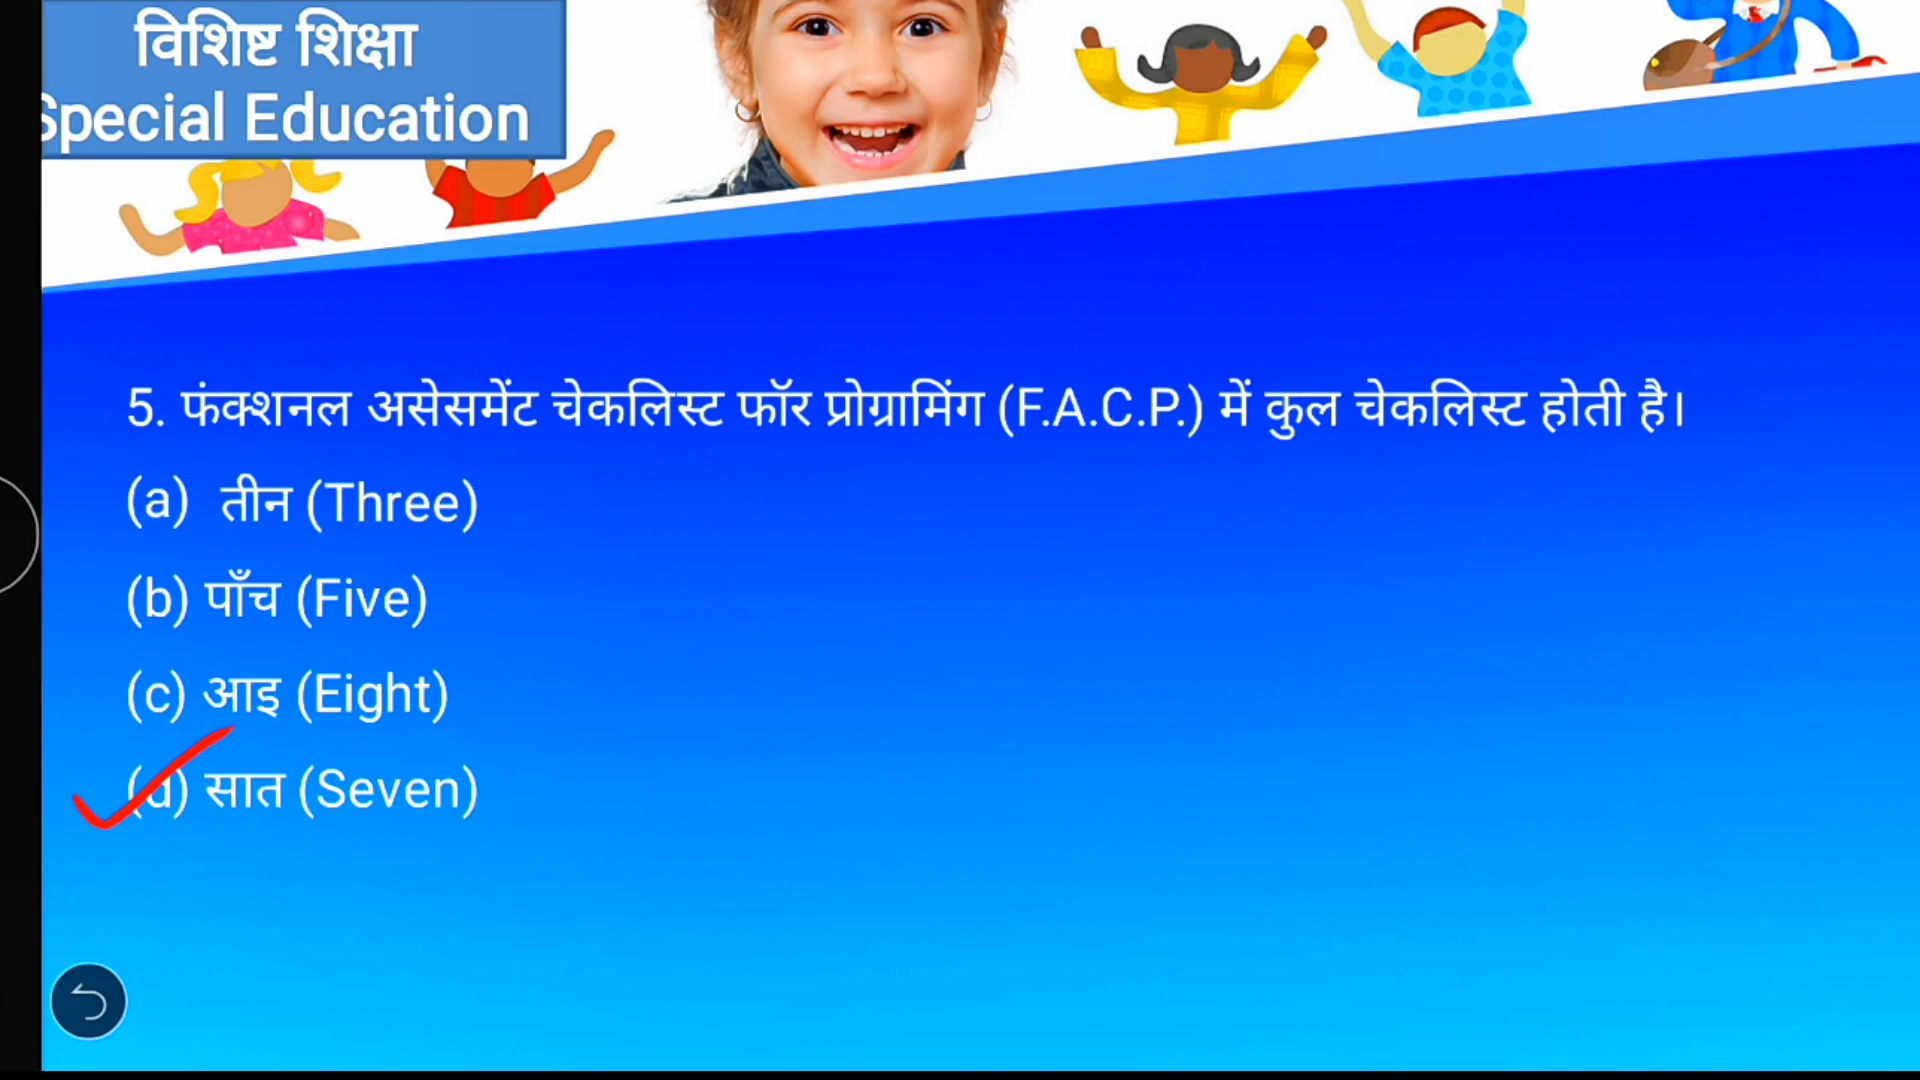 विशिष्ट शिक्षा
Special Education
5. फंक्शनल असेसमेंट चेकलिस्ट फॉर प्रोग्रामिंग (F.A.C.P.) में कुल चेकलिस्ट होती है।
(a) तीन (Three)
(b) पाँच (Five)
(c) आइ (Eight)
(d) सात (Seven)